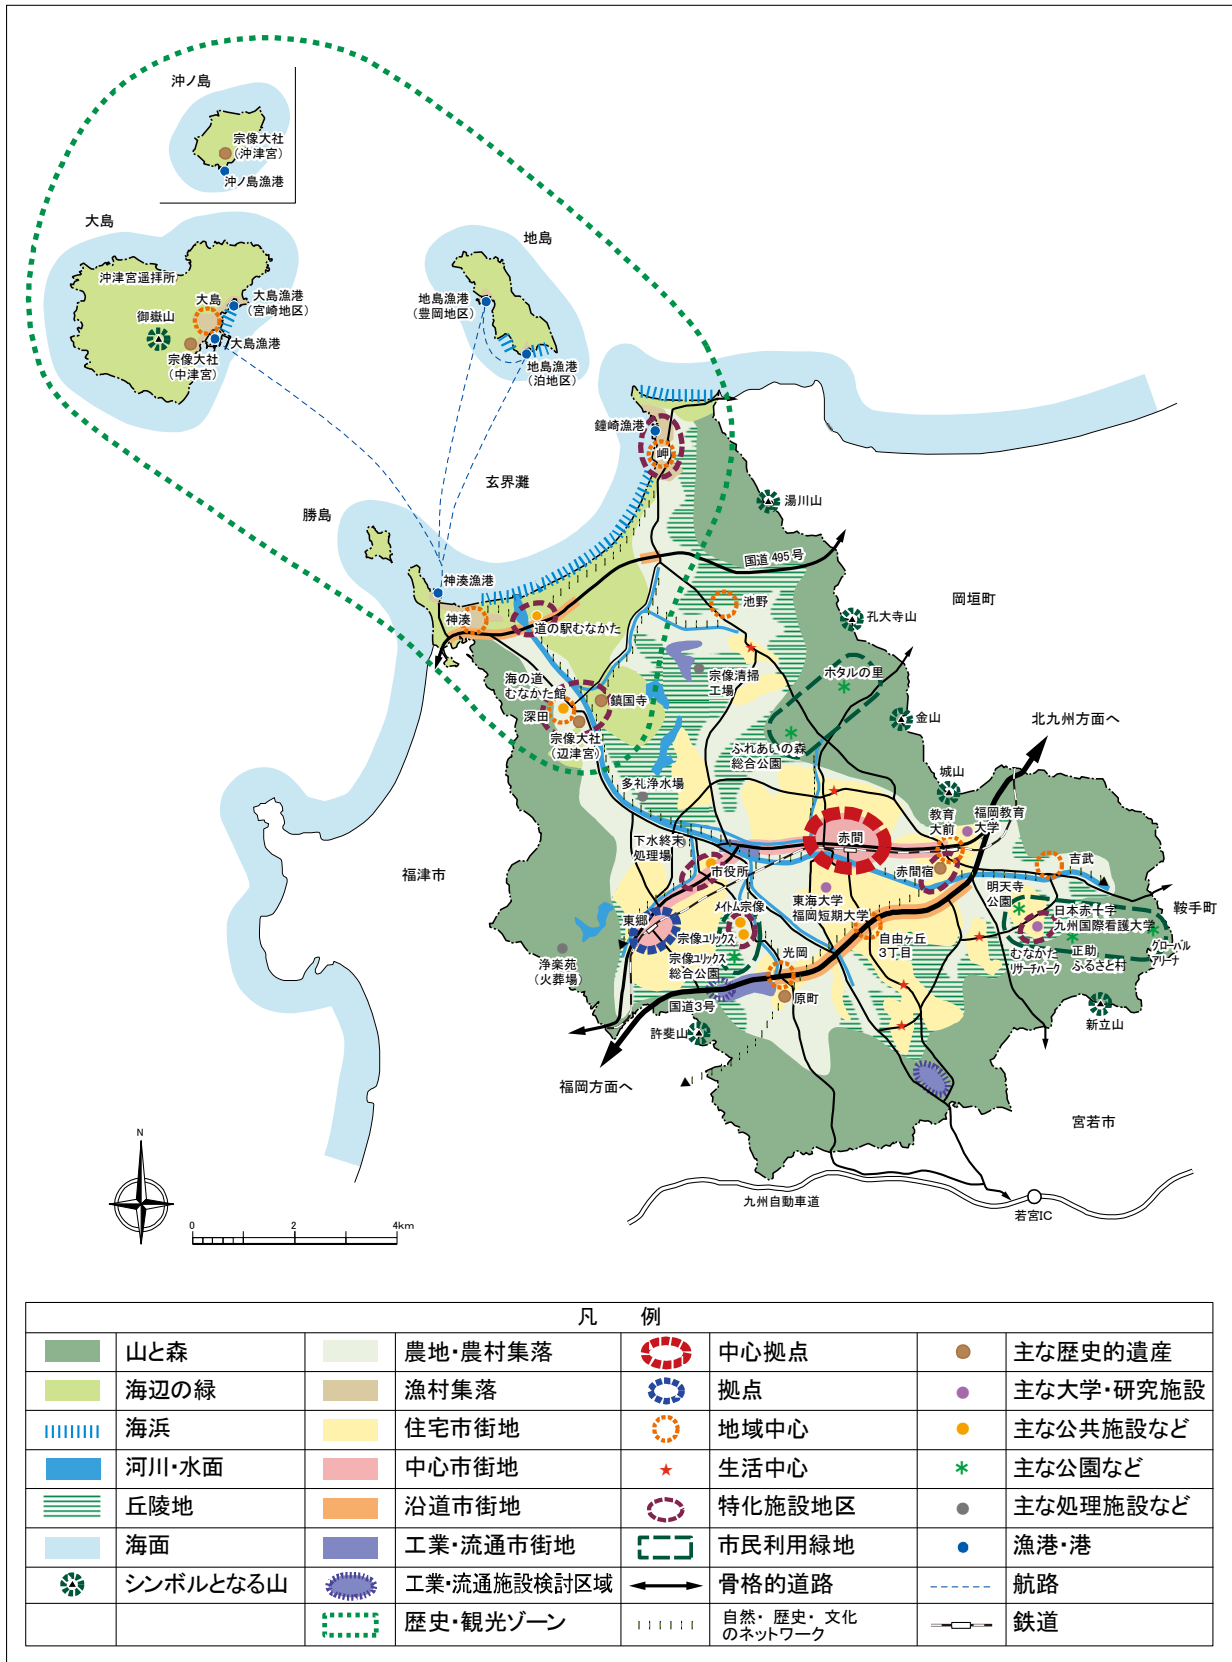 沖ノ島
宗像大社
(沖津宮)
沖ノ島漁港
大島
地島
沖津宮遥拝所
大島
大島漁港
(宮崎地区)
御嶽山
大島漁港
宗像大社
(中津宮)
地島漁港
(豊岡地区)
地島漁港
(泊地区)
鐘崎漁港
岬
玄界灘
湯川山
勝島
国道495号
神湊漁港
池野
岡垣町
神湊
道の駅むなかた
孔大寺山
海の道
むなかた館
宗像清掃
工場
ホタルの里
鎮国寺
深田
金山
北九州方面へ
宗像大社
(辺津宮)
ふれあいの森
総合公園
城山
多礼浄水場
教育
大前
福岡教育
大学
下水終末
処理場
赤間
吉武
市役所
赤間宿
福津市
明天寺
公園
東海大学
福岡短期大学
メイトム宗像
日本赤十字
九州国際看護大学
鞍手町
東郷
宗像ユリックス
自由ヶ丘
3丁目
光岡
グローバル
アリーナ
むなかた
リサーチパーク
正助
ふるさと村
浄楽苑
(火葬場)
宗像ユリックス
総合公園
国道3号
原町
新立山
許斐山
福岡方面へ
宮若市
N
九州自動車道
若宮IC
0 2 4km
凡 例
山と森 農地・農村集落 中心拠点 主な歴史的遺産
海辺の緑 漁村集落 拠点 主な大学・研究施設
海浜 住宅市街地 地域中心 主な公共施設など
河川・水面 中心市街地 生活中心 主な公園など
丘陵地 沿道市街地 特化施設地区 主な処理施設など
海面 工業・流通市街地 市民利用緑地 漁港・港
シンボルとなる山 工業・流通施設検討区域 骨格的道路 航路
歴史・観光ゾーン 自然・歴史・文化
のネットワーク 鉄道